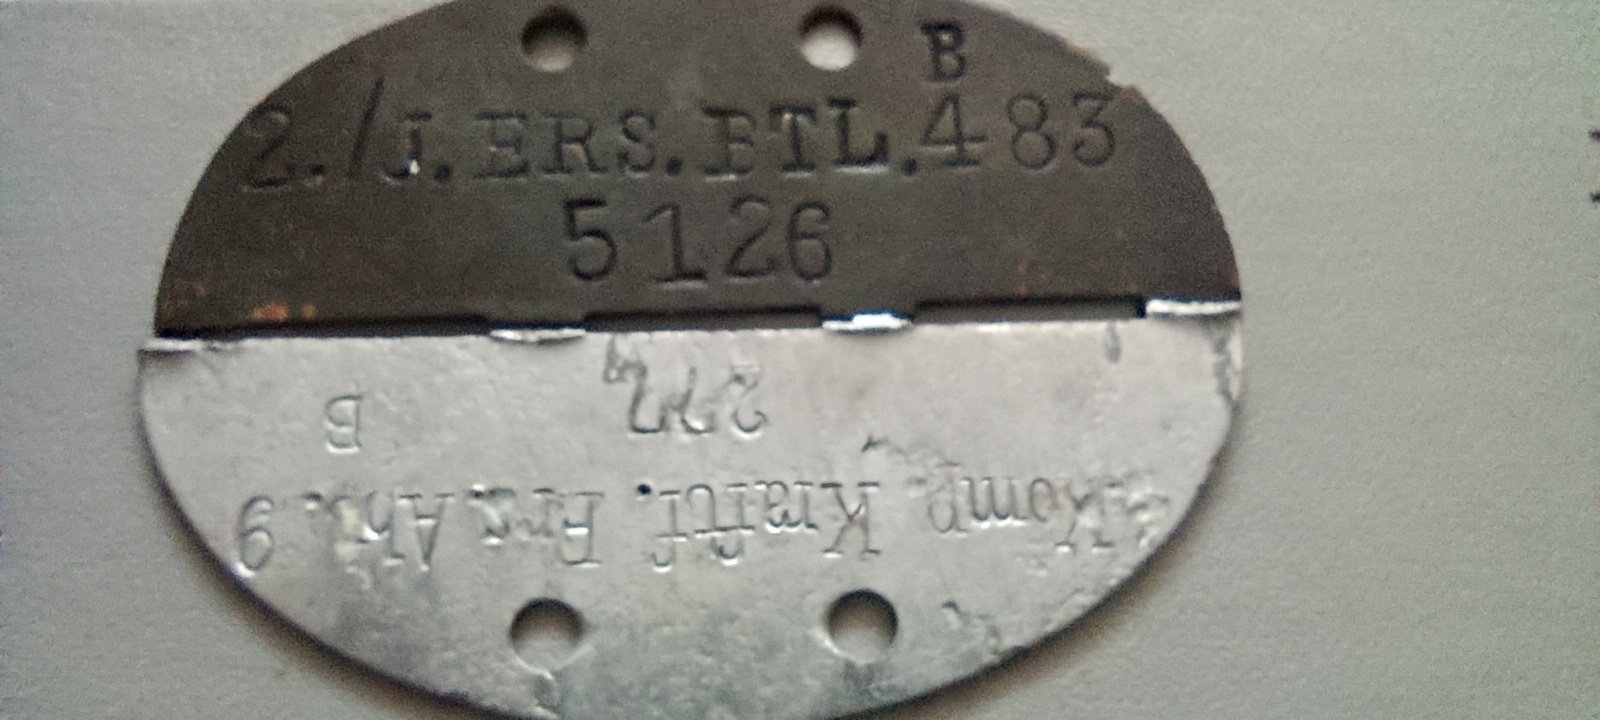 B
2./J.ERS.BTL.483
5126
Komp. Kraftf. Ers. Abt. 9
277 B